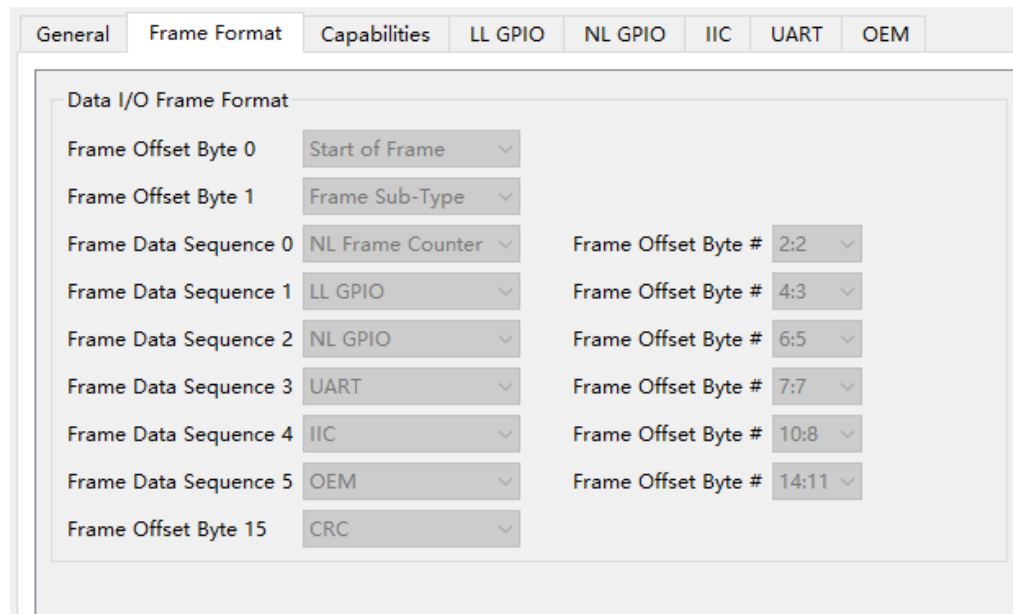 General Frame Format Capabilities LL GPIO NL GPIO IIC UART OEM
Data I/O Frame Format
Frame Offset Byte 0 Start of Frame
Frame Offset Byte 1 Frame Sub-Type
Frame Data Sequence 0 NL Frame Counter Frame Offset Byte # 2:2
Frame Data Sequence 1 LL GPIO Frame Offset Byte # 4:3
Frame Data Sequence 2 NL GPIO Frame Offset Byte # 6:5
Frame Data Sequence 3 UART Frame Offset Byte # 7:7
Frame Data Sequence 4 IIC Frame Offset Byte # 10:8
Frame Data Sequence 5 OEM Frame Offset Byte # 14:11
Frame Offset Byte 15 CRC